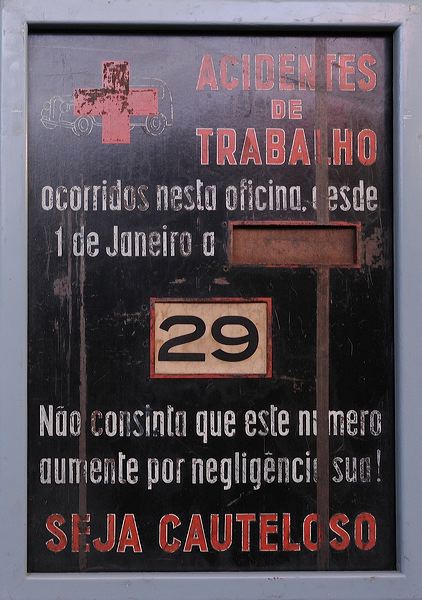 ACIDENTES
DE
TRABALHO
ocorridos nesta oficina, desde
1 de Janeiro a
29
Não consinta que este numero
aumente por negligência sua!
SEJA CAUTELOSO